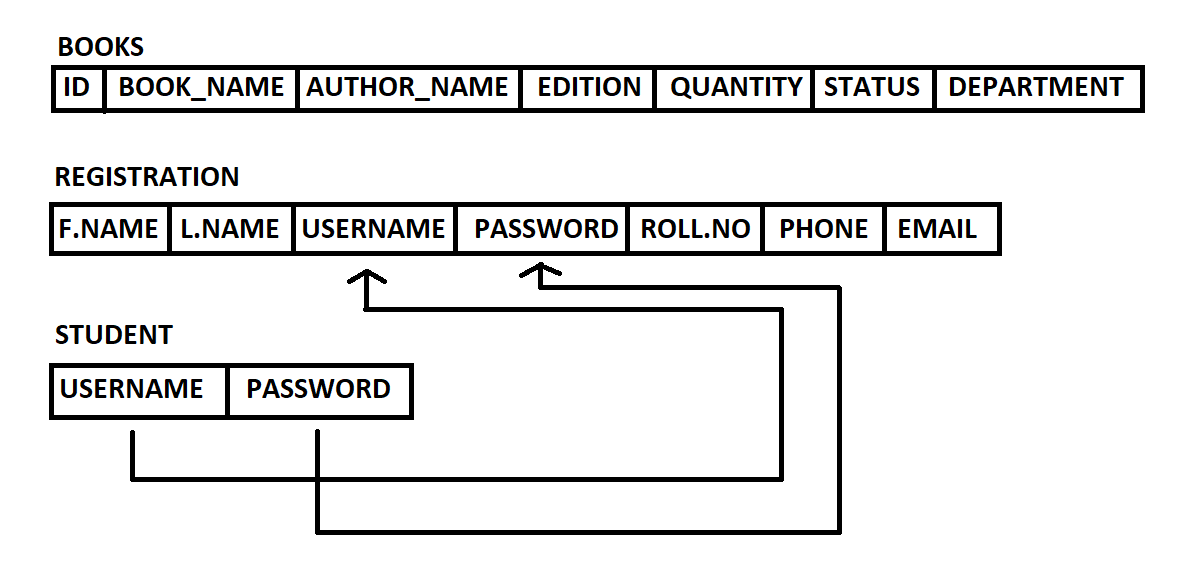 BOOKS
ID BOOK_NAME AUTHOR_NAME EDITION QUANTITY STATUS DEPARTMENT
REGISTRATION
F.NAME L.NAME USERNAME PASSWORD ROLL.NO PHONE EMAIL
STUDENT
USERNAME PASSWORD